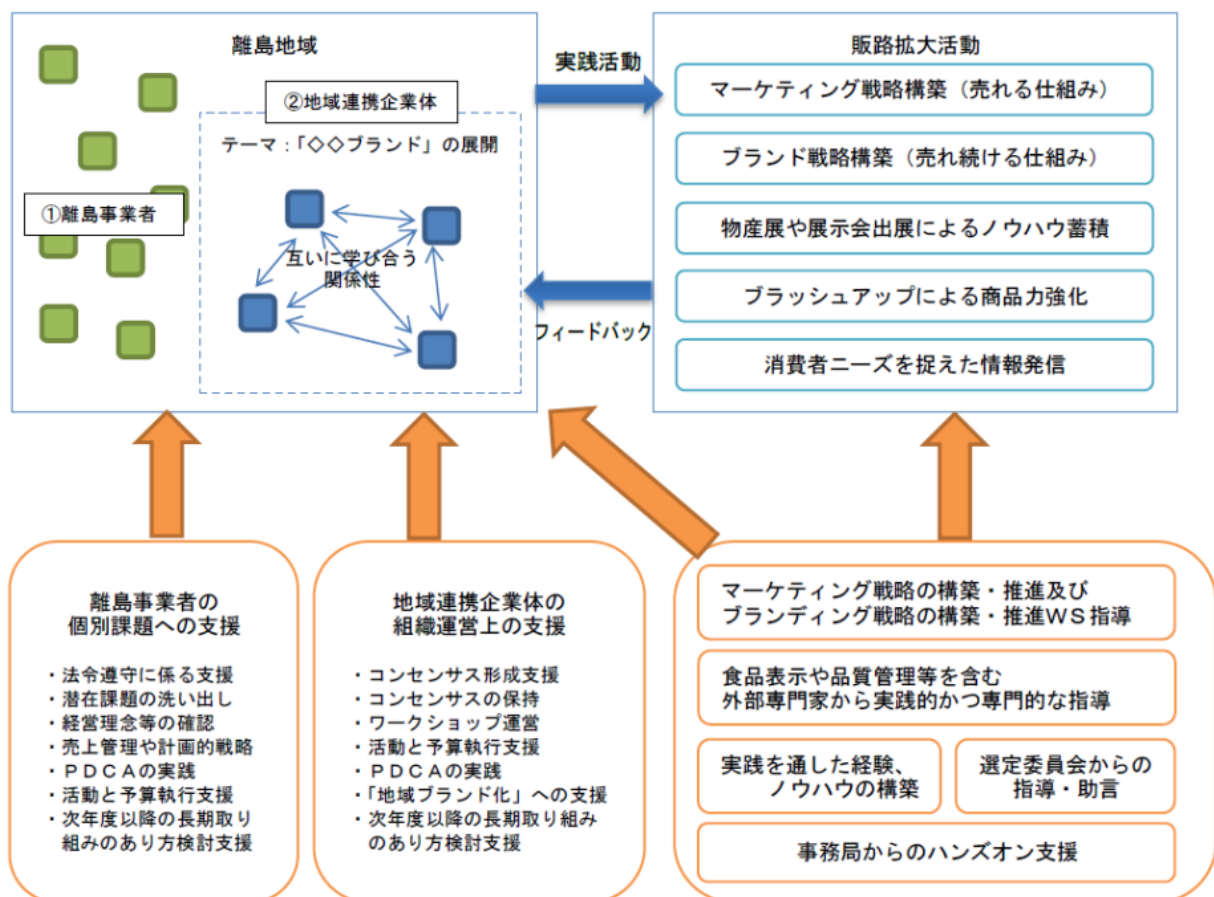 離島地域
②地域連携企業体
テーマ：「◇◇ブランド」の展開
①離島事業者
互いに学び合う
関係性
実践活動
フィードバック
販路拡大活動
マーケティング戦略構築（売れる仕組み）
ブランド戦略構築（売れ続ける仕組み）
物産展や展示会出展によるノウハウ蓄積
ブラッシュアップによる商品力強化
消費者ニーズを捉えた情報発信
離島事業者の
個別課題への支援
・法令遵守に係る支援
・潜在課題の洗い出し
・経営理念等の確認
・売上管理や計画的戦略
・ＰＤＣＡの実践
・活動と予算執行支援
・次年度以降の長期取り
組みのあり方検討支援
地域連携企業体の
組織運営上の支援
・コンセンサス形成支援
・コンセンサスの保持
・ワークショップ運営
・活動と予算執行支援
・ＰＤＣＡの実践
・「地域ブランド化」への支援
・次年度以降の長期取り組み
のあり方検討支援
マーケティング戦略の構築・推進及び
ブランディング戦略の構築・推進ＷＳ指導
食品表示や品質管理等を含む
外部専門家から実践的かつ専門的な指導
実践を通した経験、
ノウハウの構築
選定委員会からの
指導・助言
事務局からのハンズオン支援